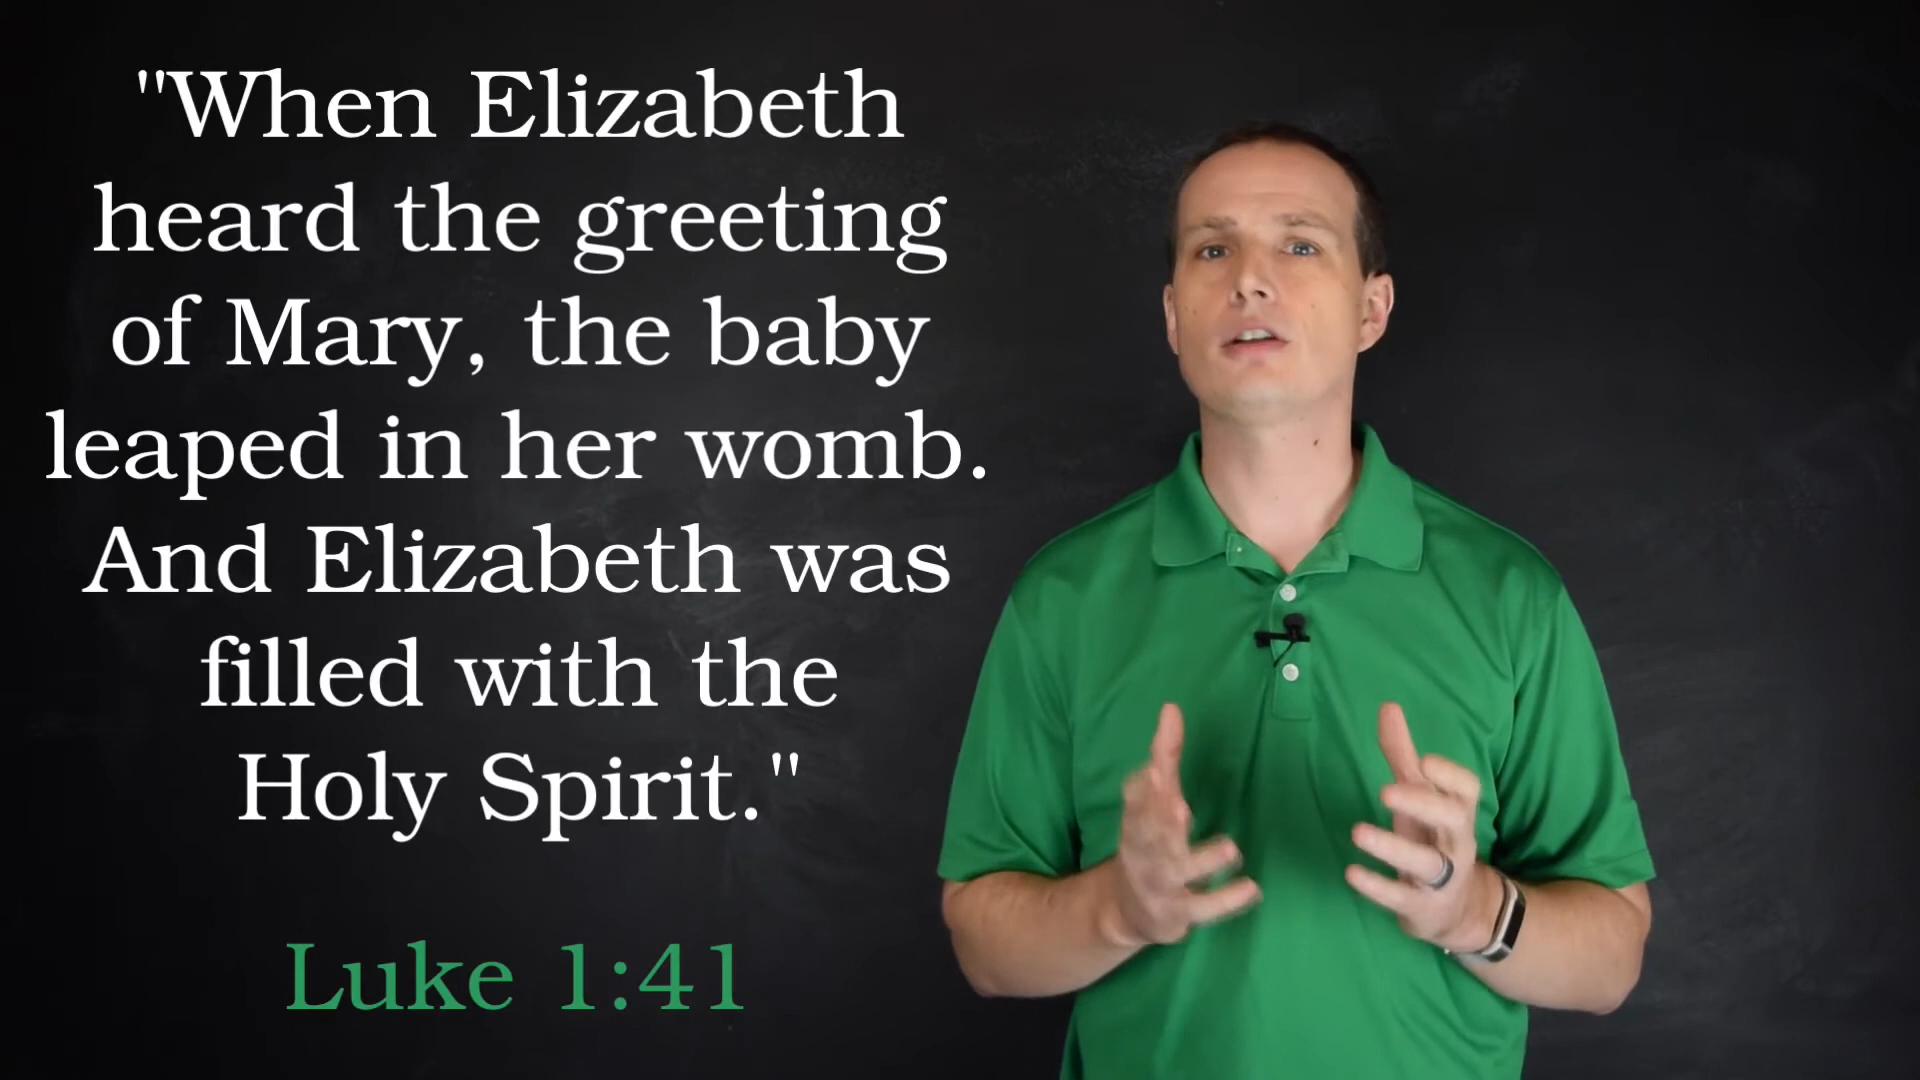 "When Elizabeth
heard the greeting
of Mary, the baby
leaped in her womb.
And Elizabeth was
filled with the
Holy Spirit."
Luke 1:41